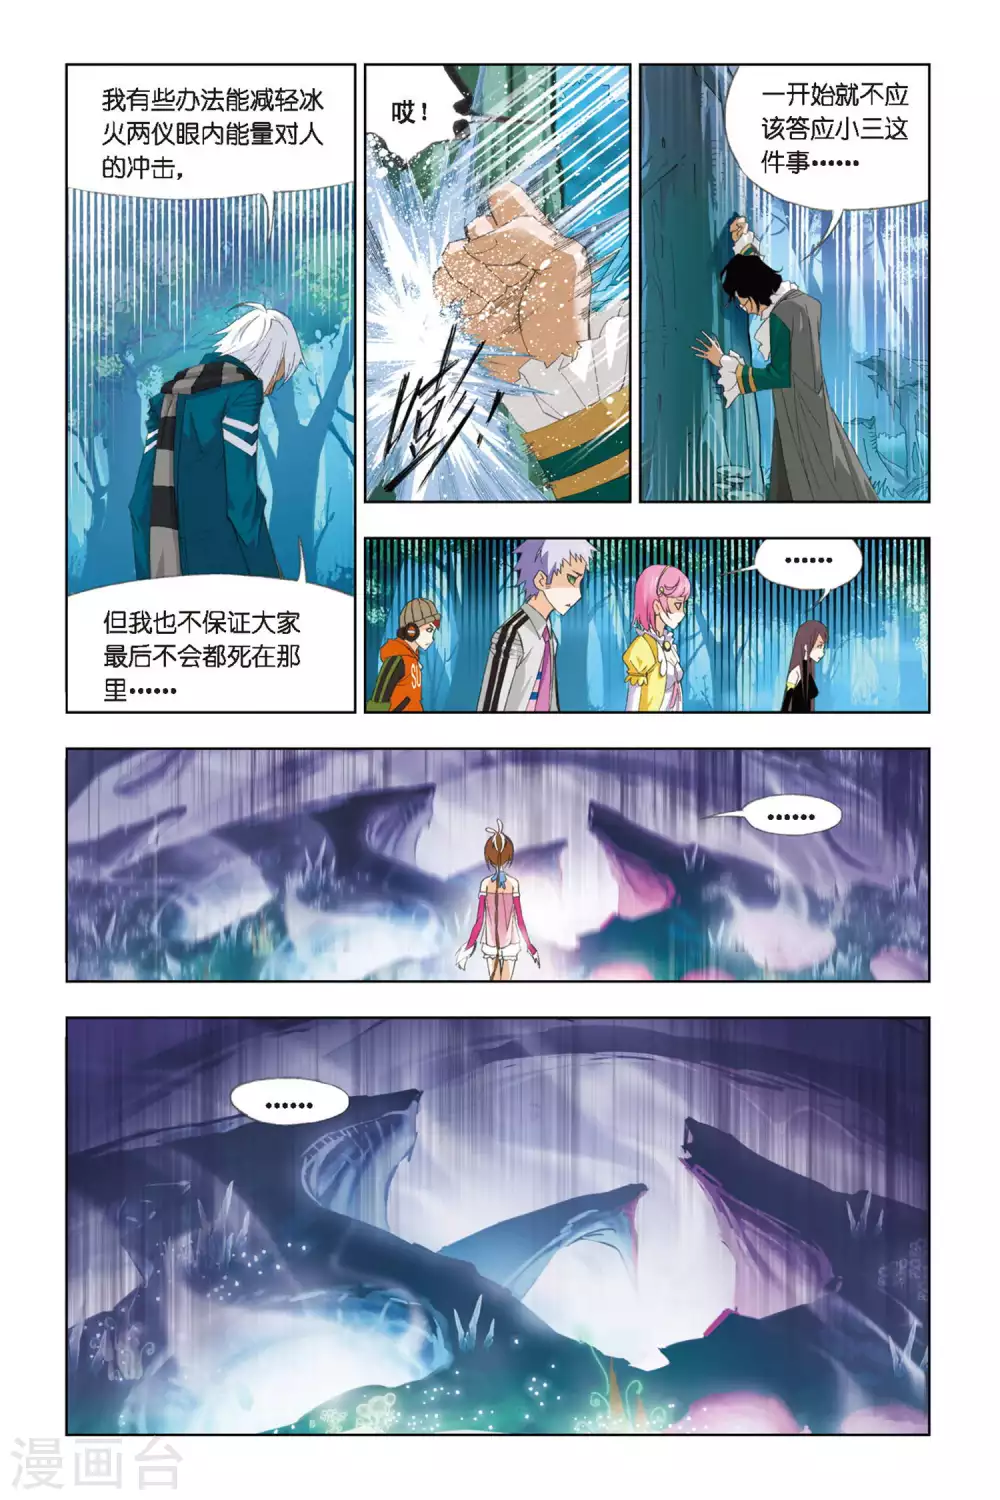 我有些办法能减轻冰
火两仪眼内能量对人
的冲击，
但我也不保证大家
最后不会都死在那
里……
哎！
嘭
一开始就不应
该答应小三这
件事……
……
SU
……
……
漫画台